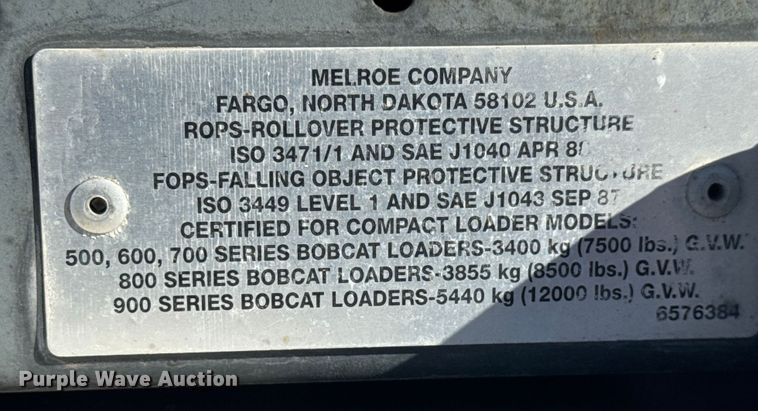 MELROE COMPANY
FARGO, NORTH DAKOTA 58102 U.S.A.
ROPS-ROLLOVER PROTECTIVE STRUCTURE
ISO 3471/1 AND SAE J1040 APR
FOPS-FALLING OBJECT PROTECTIVE STRUCTURE
ISO 3449 LEVEL 1 AND SAE J1043 SEP 87
CERTIFIED FOR COMPACT LOADER MODELS:
500, 600, 700 SERIES BOBCAT LOADERS-3400 kg (7500 lbs.) G.V.W.
800 SERIES BOBCAT LOADERS-3855 kg (8500 lbs.) G.V.W.
900 SERIES BOBCAT LOADERS-5440 kg (12000 lbs.) G.V.W.
6576384
Purple Wave Auction